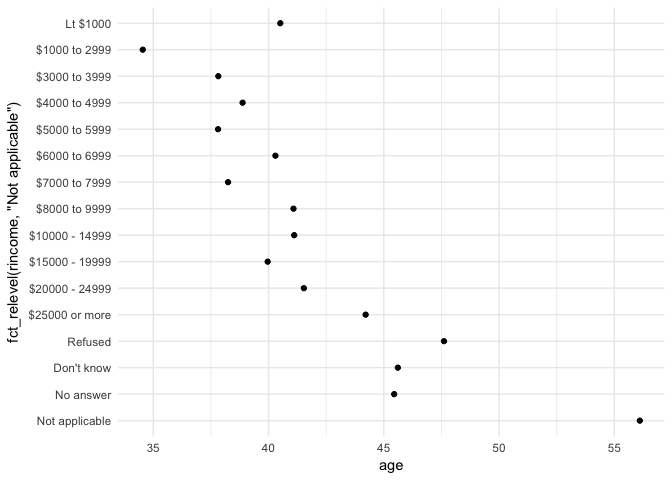 Lt $1000
$1000 to 2999
$3000 to 3999
$4000 to 4999
$5000 to 5999
$6000 to 6999
$7000 to 7999
$8000 to 9999
$10000 - 14999
$15000 - 19999
$20000 - 24999
$25000 or more
Refused
Don't know
No answer
Not applicable
fct_relevel(rincome, "Not applicable")
35 40 45 50 55
age